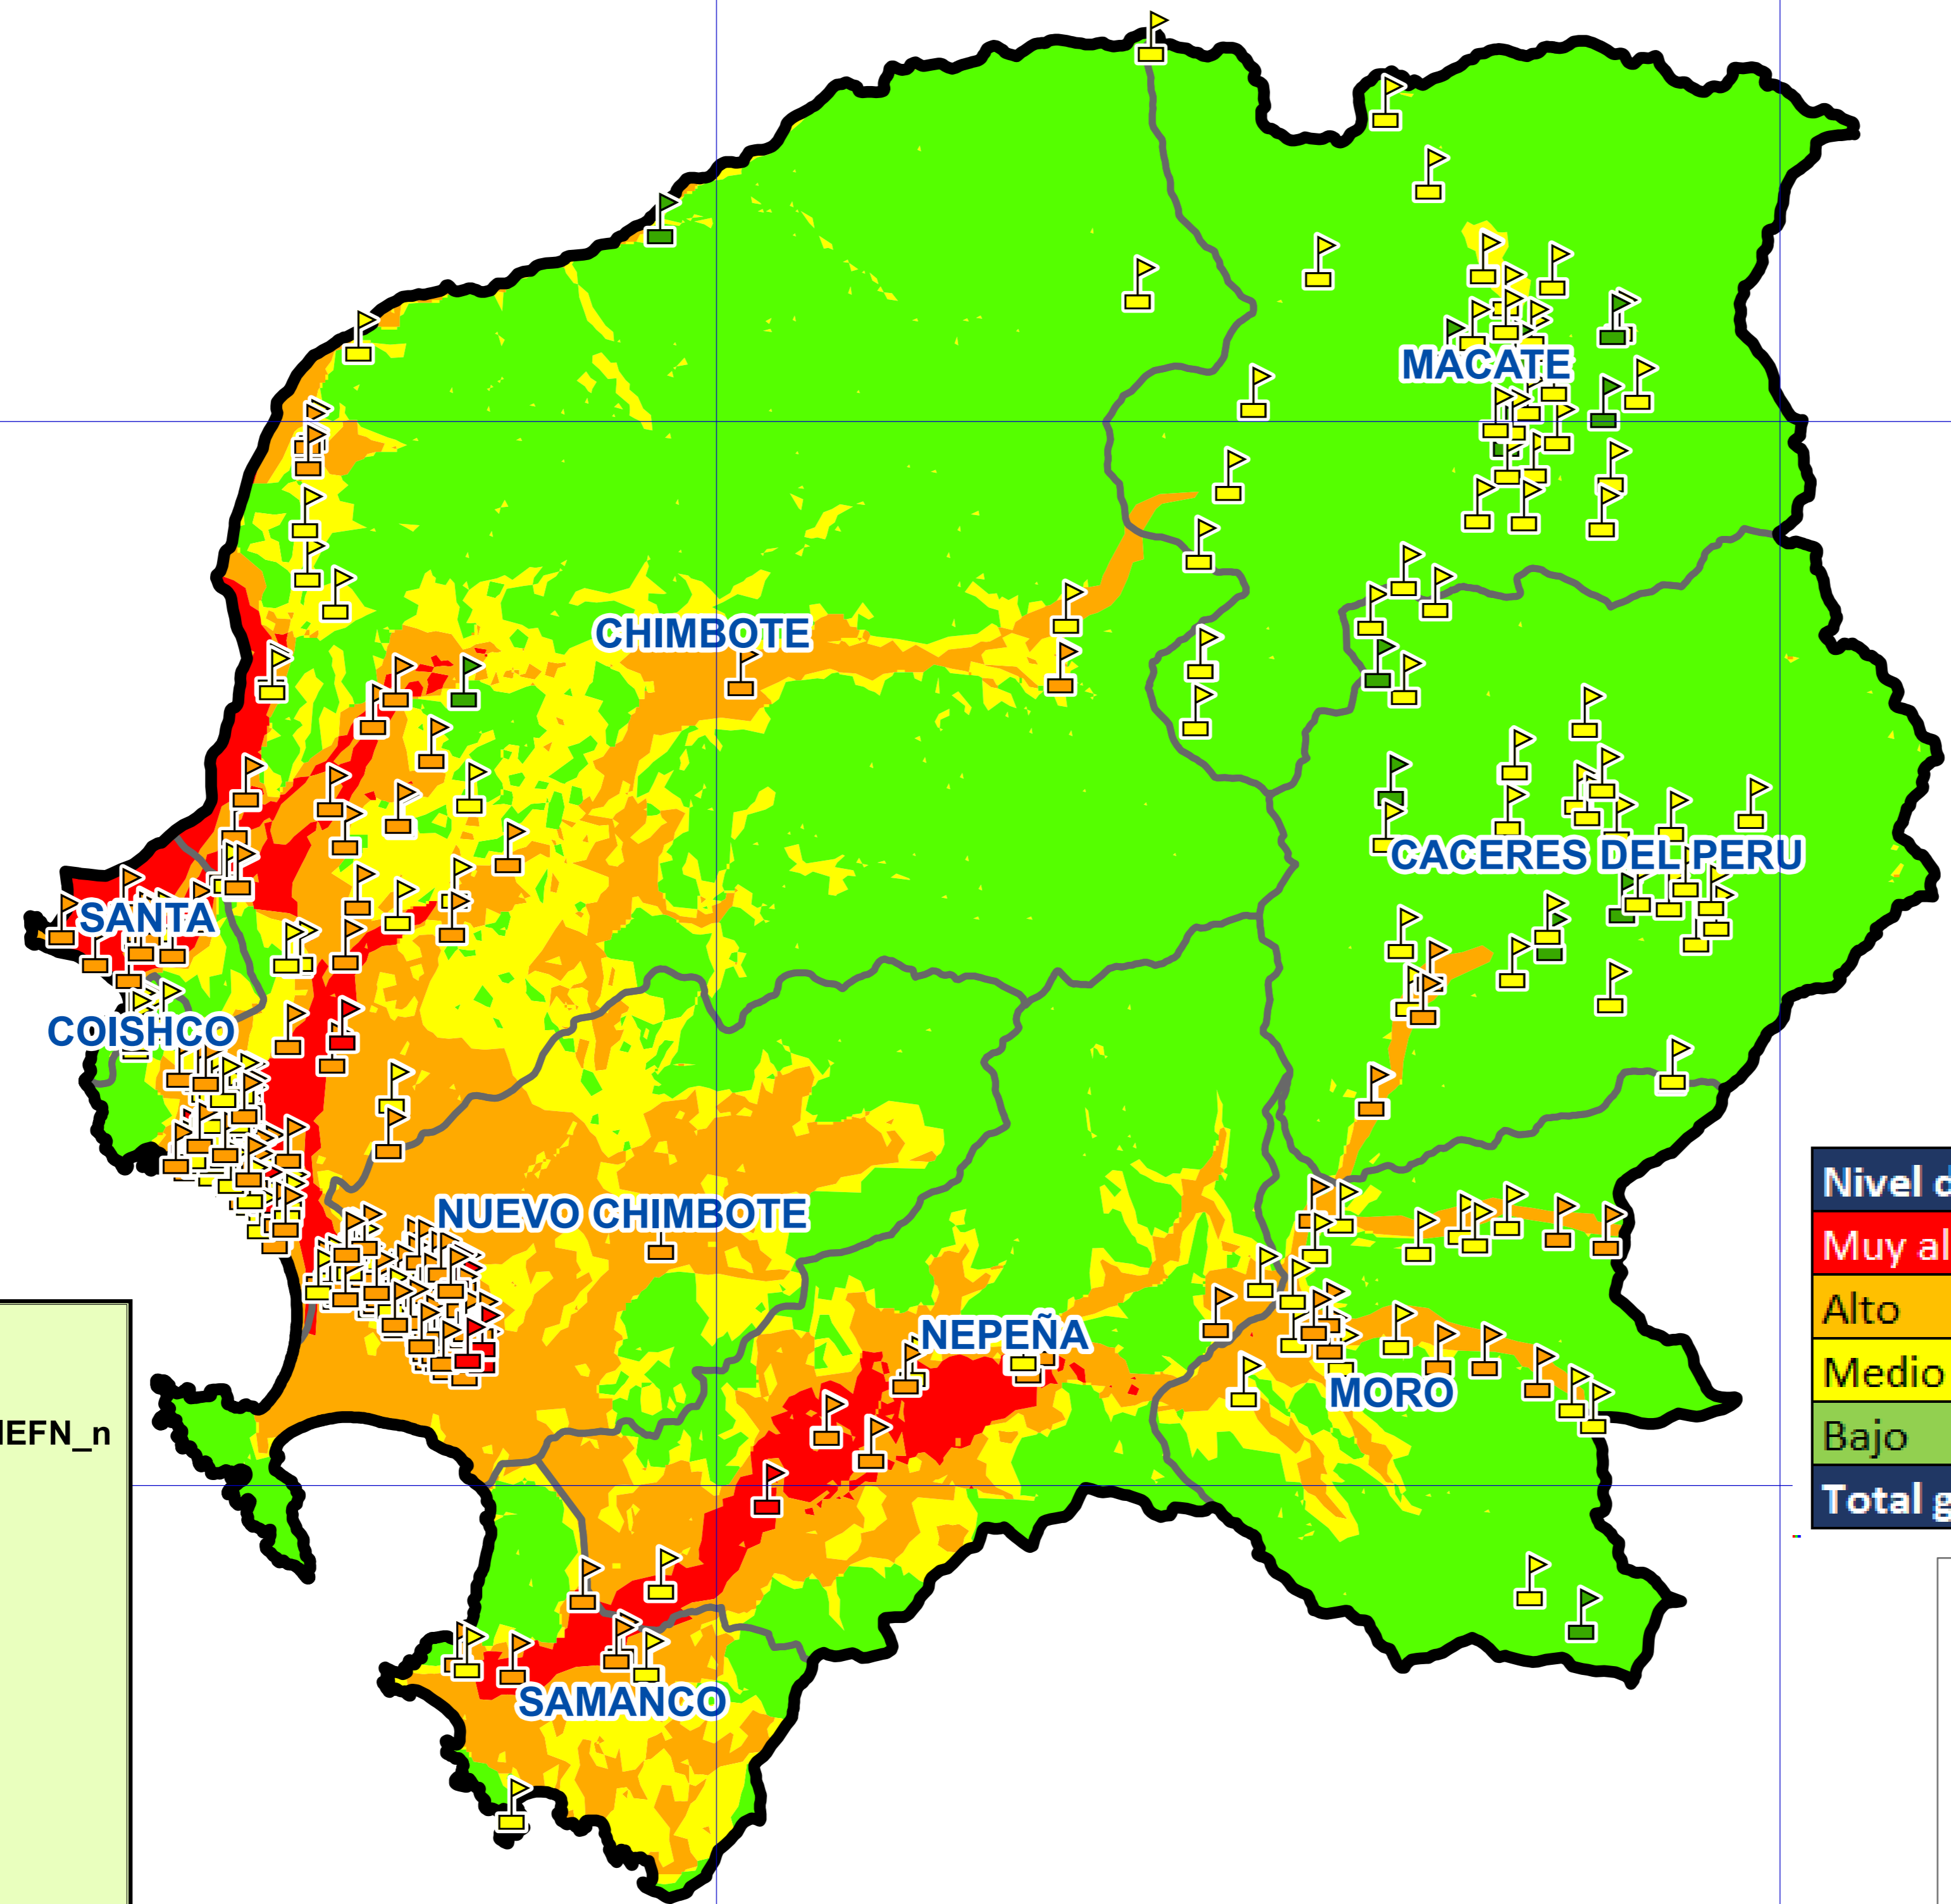 MACATE
CHIMBOTE
CACERES DEL PERU
SANTA
COISHCO
NUEVO CHIMBOTE
NEPEÑA
MORO
SAMANCO
IEFN_n
Nivel d
Muy al
Alto
Medio
Bajo
Total g